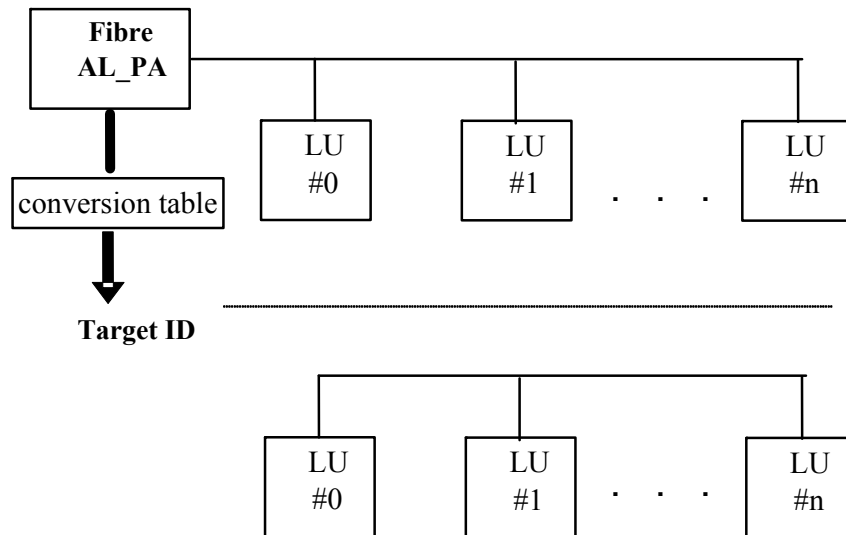 Fibre
AL_PA
LU
#0
LU
#1
. . .
LU
#n
conversion table
Target ID
LU
#0
LU
#1
. . .
LU
#n